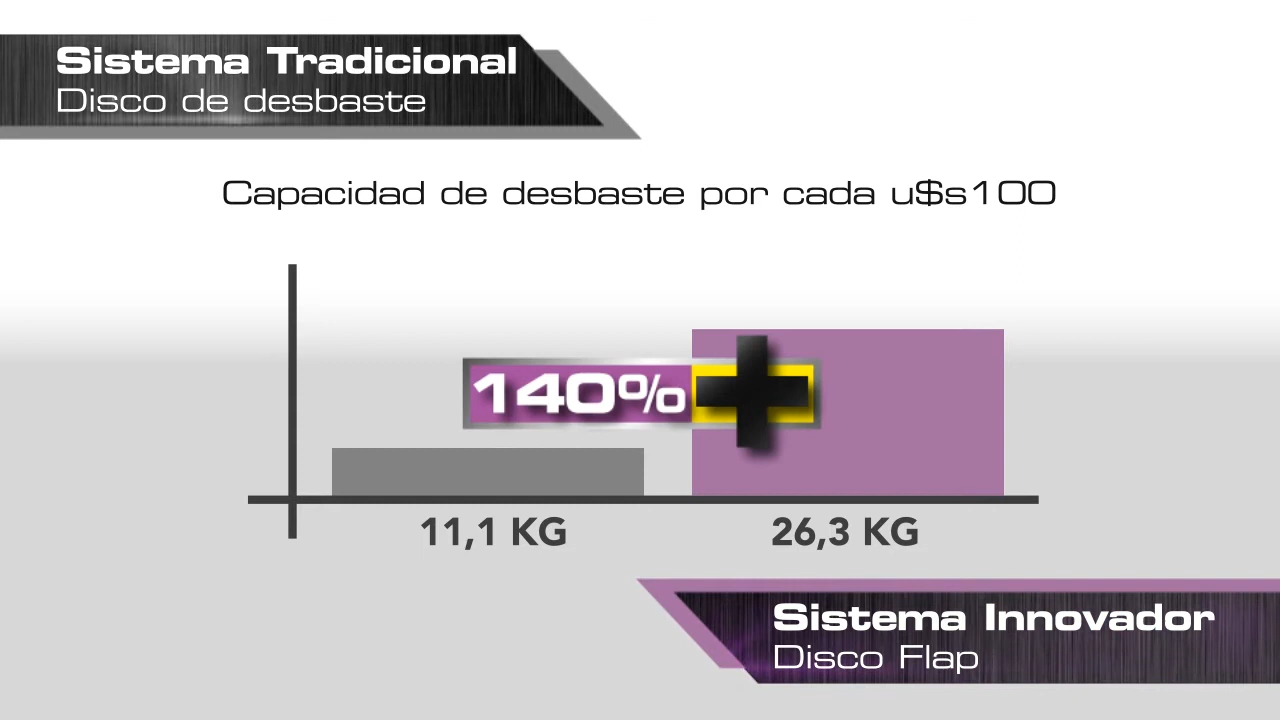 Sistema Tradicional
Disco de desbaste
Capacidad de desbaste por cada u$s100
140%+
11,1 KG
26,3 KG
Sistema Innovador
Disco Flap